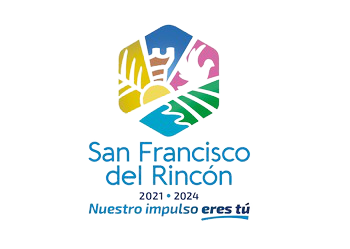 San Francisco
del Rincón
2021 • 2024
Nuestro impulso eres tú